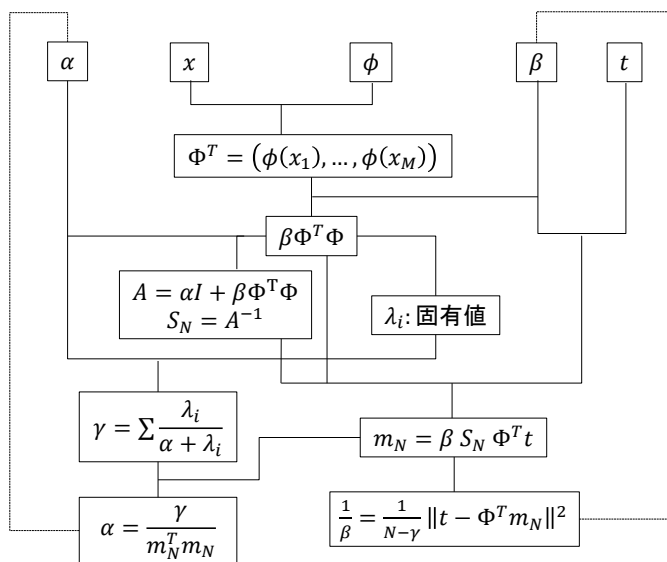 α x ϕ β t
Φ^T = (ϕ(x_1), … , ϕ(x_M))
βΦ^TΦ
A = αI + βΦ^TΦ
S_N = A^{-1}
λ_i: 固有値
γ = ∑ λ_i / (α + λ_i)
m_N = β S_N Φ^T t
α = γ / (m_N^T m_N)
1/β = 1/(N−γ) ‖t − Φ^T m_N‖^2